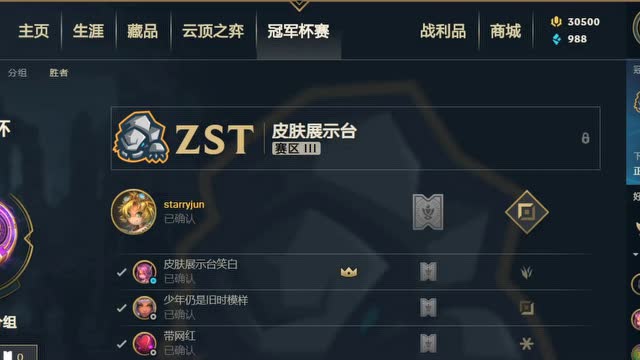 主页 生涯 藏品 云顶之弈 冠军杯赛 战利品 商城 30500
988
分组 胜者
ZST 皮肤展示台
赛区 III
杯
starryjun
已确认
皮肤展示台笑白
已确认
少年仍是旧时模样
已确认
分组
带网红
已确认
0